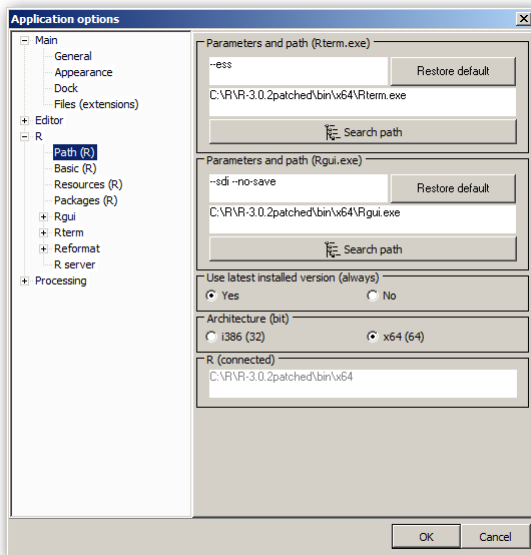 Application options
Main
General
Appearance
Dock
Files (extensions)
Editor
R
Path (R)
Basic (R)
Resources (R)
Packages (R)
Rgui
Rterm
Reformat
R server
Processing
Parameters and path (Rterm.exe)
--ess
Restore default
C:\R\R-3.0.2patched\bin\x64\Rterm.exe
Search path
Parameters and path (Rgui.exe)
--sdi --no-save
Restore default
C:\R\R-3.0.2patched\bin\x64\Rgui.exe
Search path
Use latest installed version (always)
Yes No
Architecture (bit)
i386 (32) x64 (64)
R (connected)
C:\R\R-3.0.2patched\bin\x64
OK Cancel